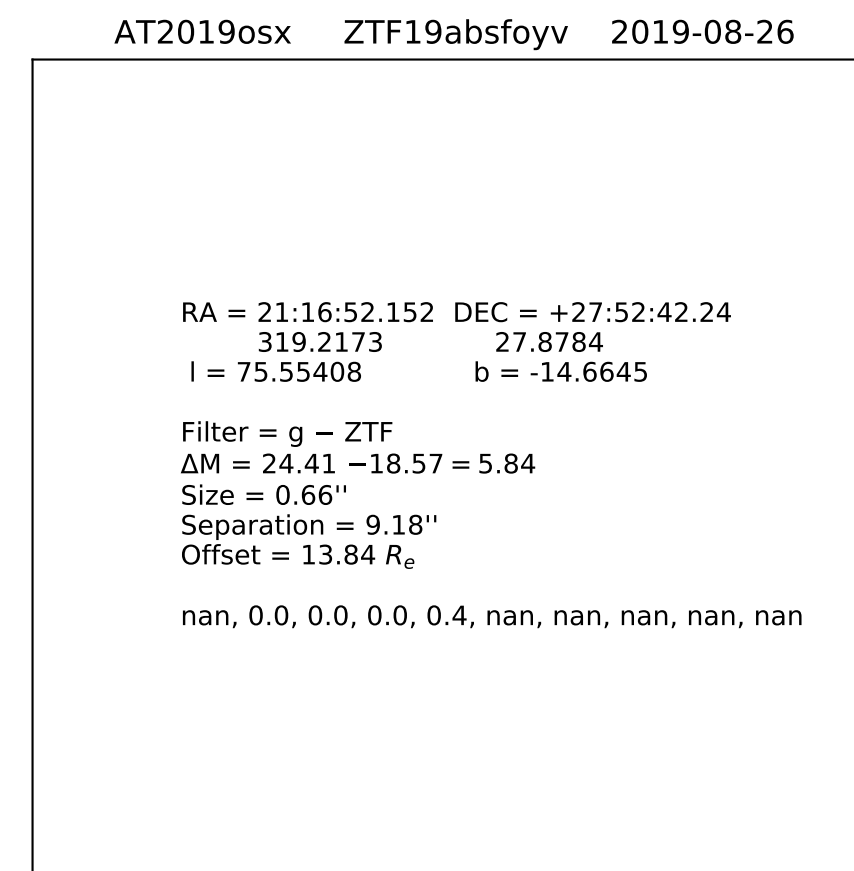 AT2019osx ZTF19absfoyv 2019-08-26
RA = 21:16:52.152 DEC = +27:52:42.24
319.2173 27.8784
l = 75.55408 b = -14.6645
Filter = g − ZTF
ΔM = 24.41 −18.57 = 5.84
Size = 0.66''
Separation = 9.18''
Offset = 13.84 Re
nan, 0.0, 0.0, 0.0, 0.4, nan, nan, nan, nan, nan